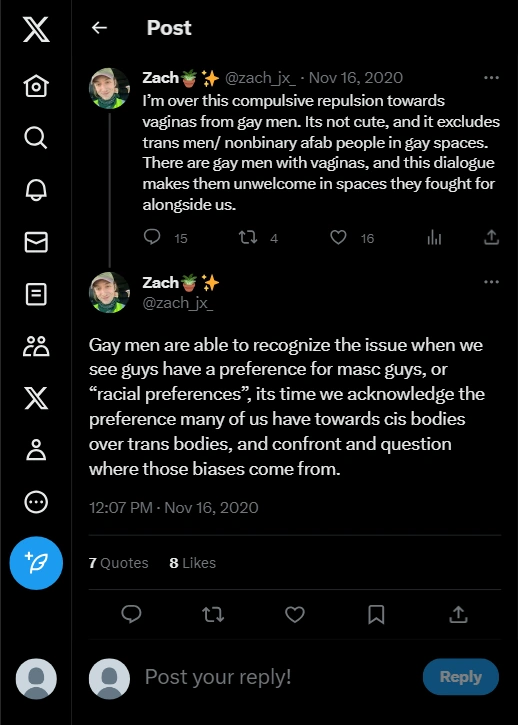 Post
Zach🪴✨ @zach_jx_ · Nov 16, 2020
I’m over this compulsive repulsion towards
vaginas from gay men. Its not cute, and it excludes
trans men/ nonbinary afab people in gay spaces.
There are gay men with vaginas, and this dialogue
makes them unwelcome in spaces they fought for
alongside us.
15 4 16
Zach🪴✨
@zach_jx_
Gay men are able to recognize the issue when we
see guys have a preference for masc guys, or
“racial preferences”, its time we acknowledge the
preference many of us have towards cis bodies
over trans bodies, and confront and question
where those biases come from.
12:07 PM · Nov 16, 2020
7 Quotes 8 Likes
Post your reply!
Reply